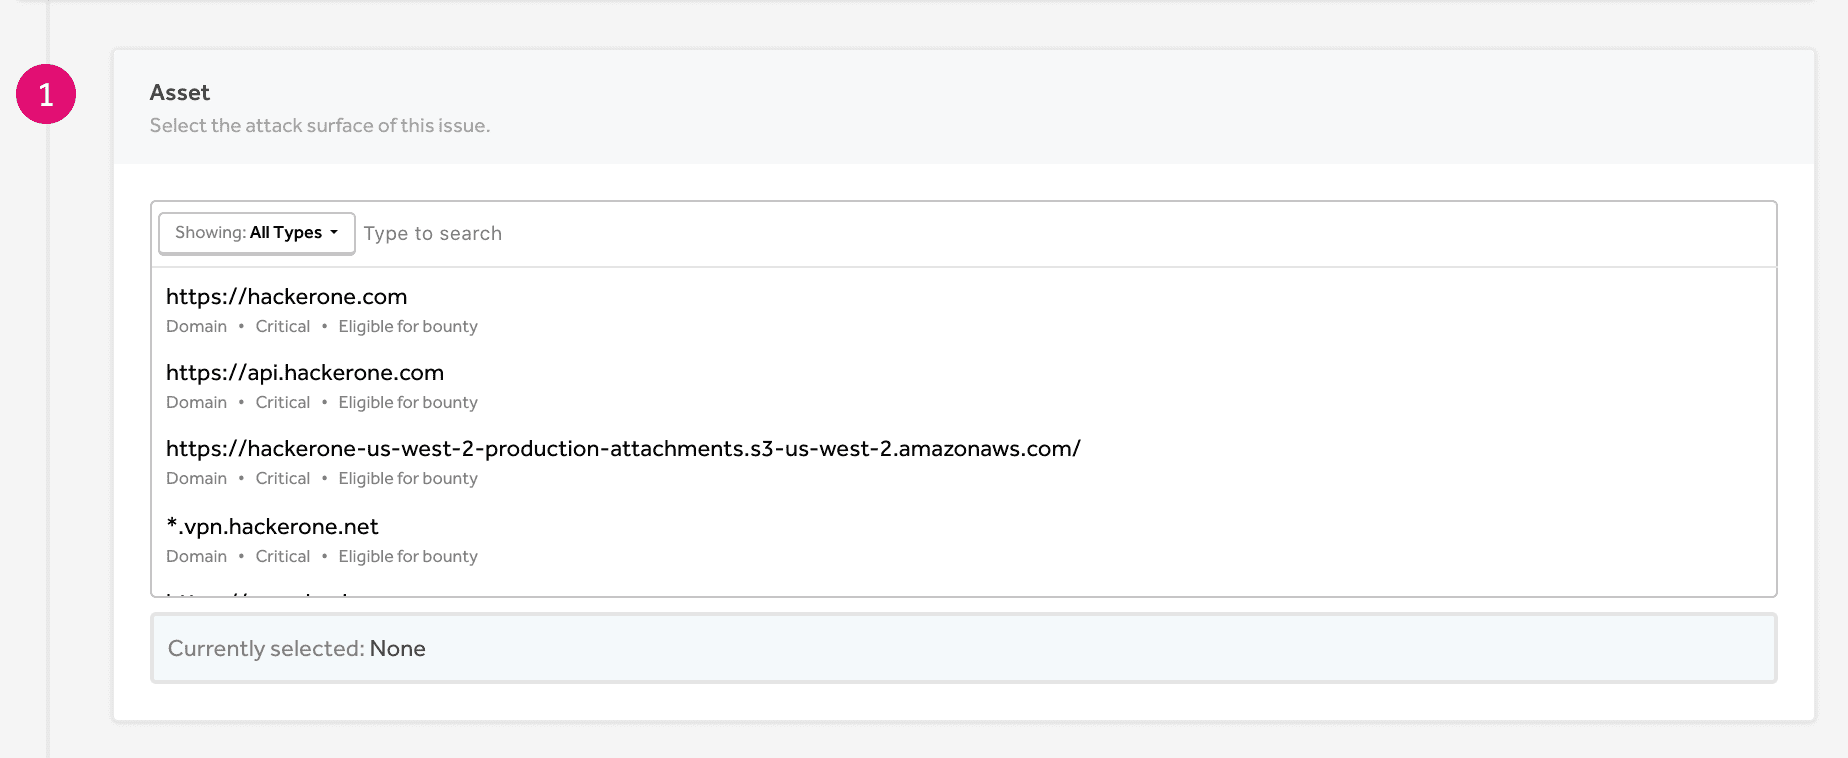 1
Asset
Select the attack surface of this issue.
Showing: All Types Type to search
https://hackerone.com
Domain • Critical • Eligible for bounty
https://api.hackerone.com
Domain • Critical • Eligible for bounty
https://hackerone-us-west-2-production-attachments.s3-us-west-2.amazonaws.com/
Domain • Critical • Eligible for bounty
*.vpn.hackerone.net
Domain • Critical • Eligible for bounty
Currently selected: None